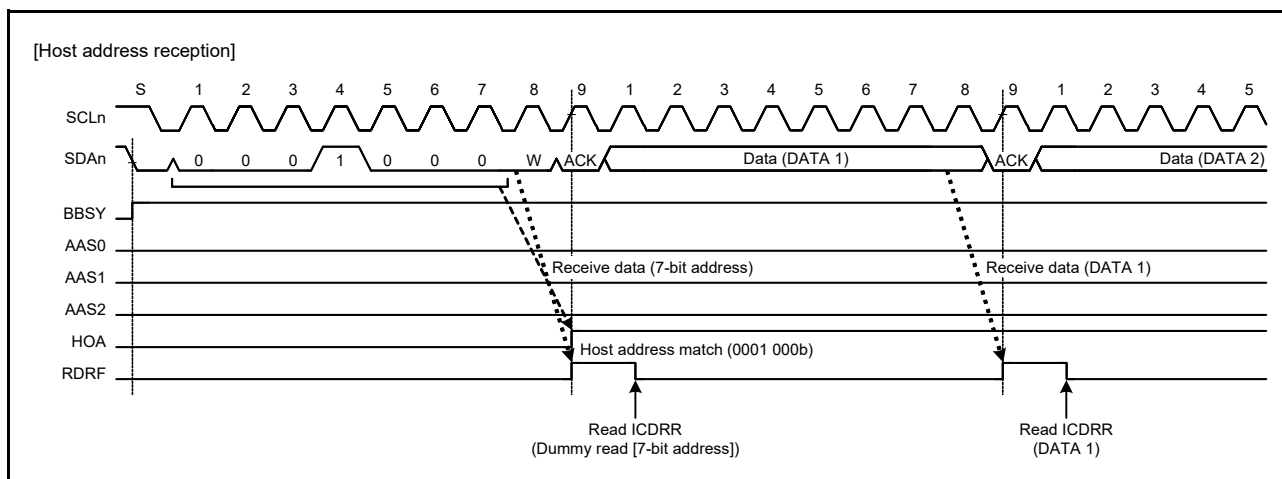 [Host address reception]
S 1 2 3 4 5 6 7 8 9 1 2 3 4 5 6 7 8 9 1 2 3 4 5
SCLn
SDAn 0 0 0 1 0 0 0 W ACK Data (DATA 1) ACK Data (DATA 2)
BBSY
AAS0
Receive data (7-bit address) Receive data (DATA 1)
AAS1
AAS2
HOA
Host address match (0001 000b)
RDRF
Read ICDRR Read ICDRR
(Dummy read [7-bit address]) (DATA 1)